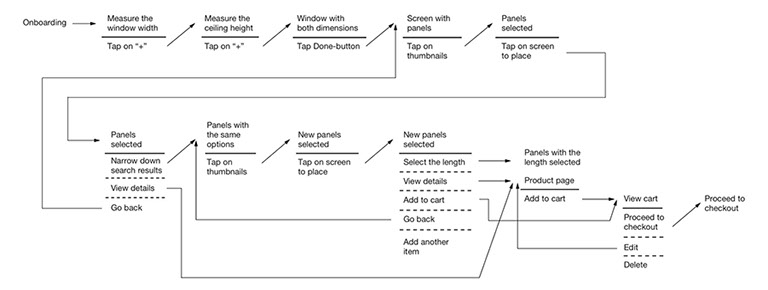 Onboarding
Measure the
window width
Tap on "+"
Measure the
ceiling height
Tap on "+"
Window with
both dimensions
Tap Done-button
Screen with
panels
Tap on
thumbnails
Panels
selected
Tap on screen
to place
Panels
selected
Narrow down
search results
View details
Go back
Panels with
the same
options
Tap on
thumbnails
New panels
selected
Tap on screen
to place
New panels
selected
Select the length
View details
Add to cart
Go back
Add another
item
Panels with the
length selected
Product page
Add to cart
View cart
Proceed to
checkout
Edit
Delete
Proceed to
checkout